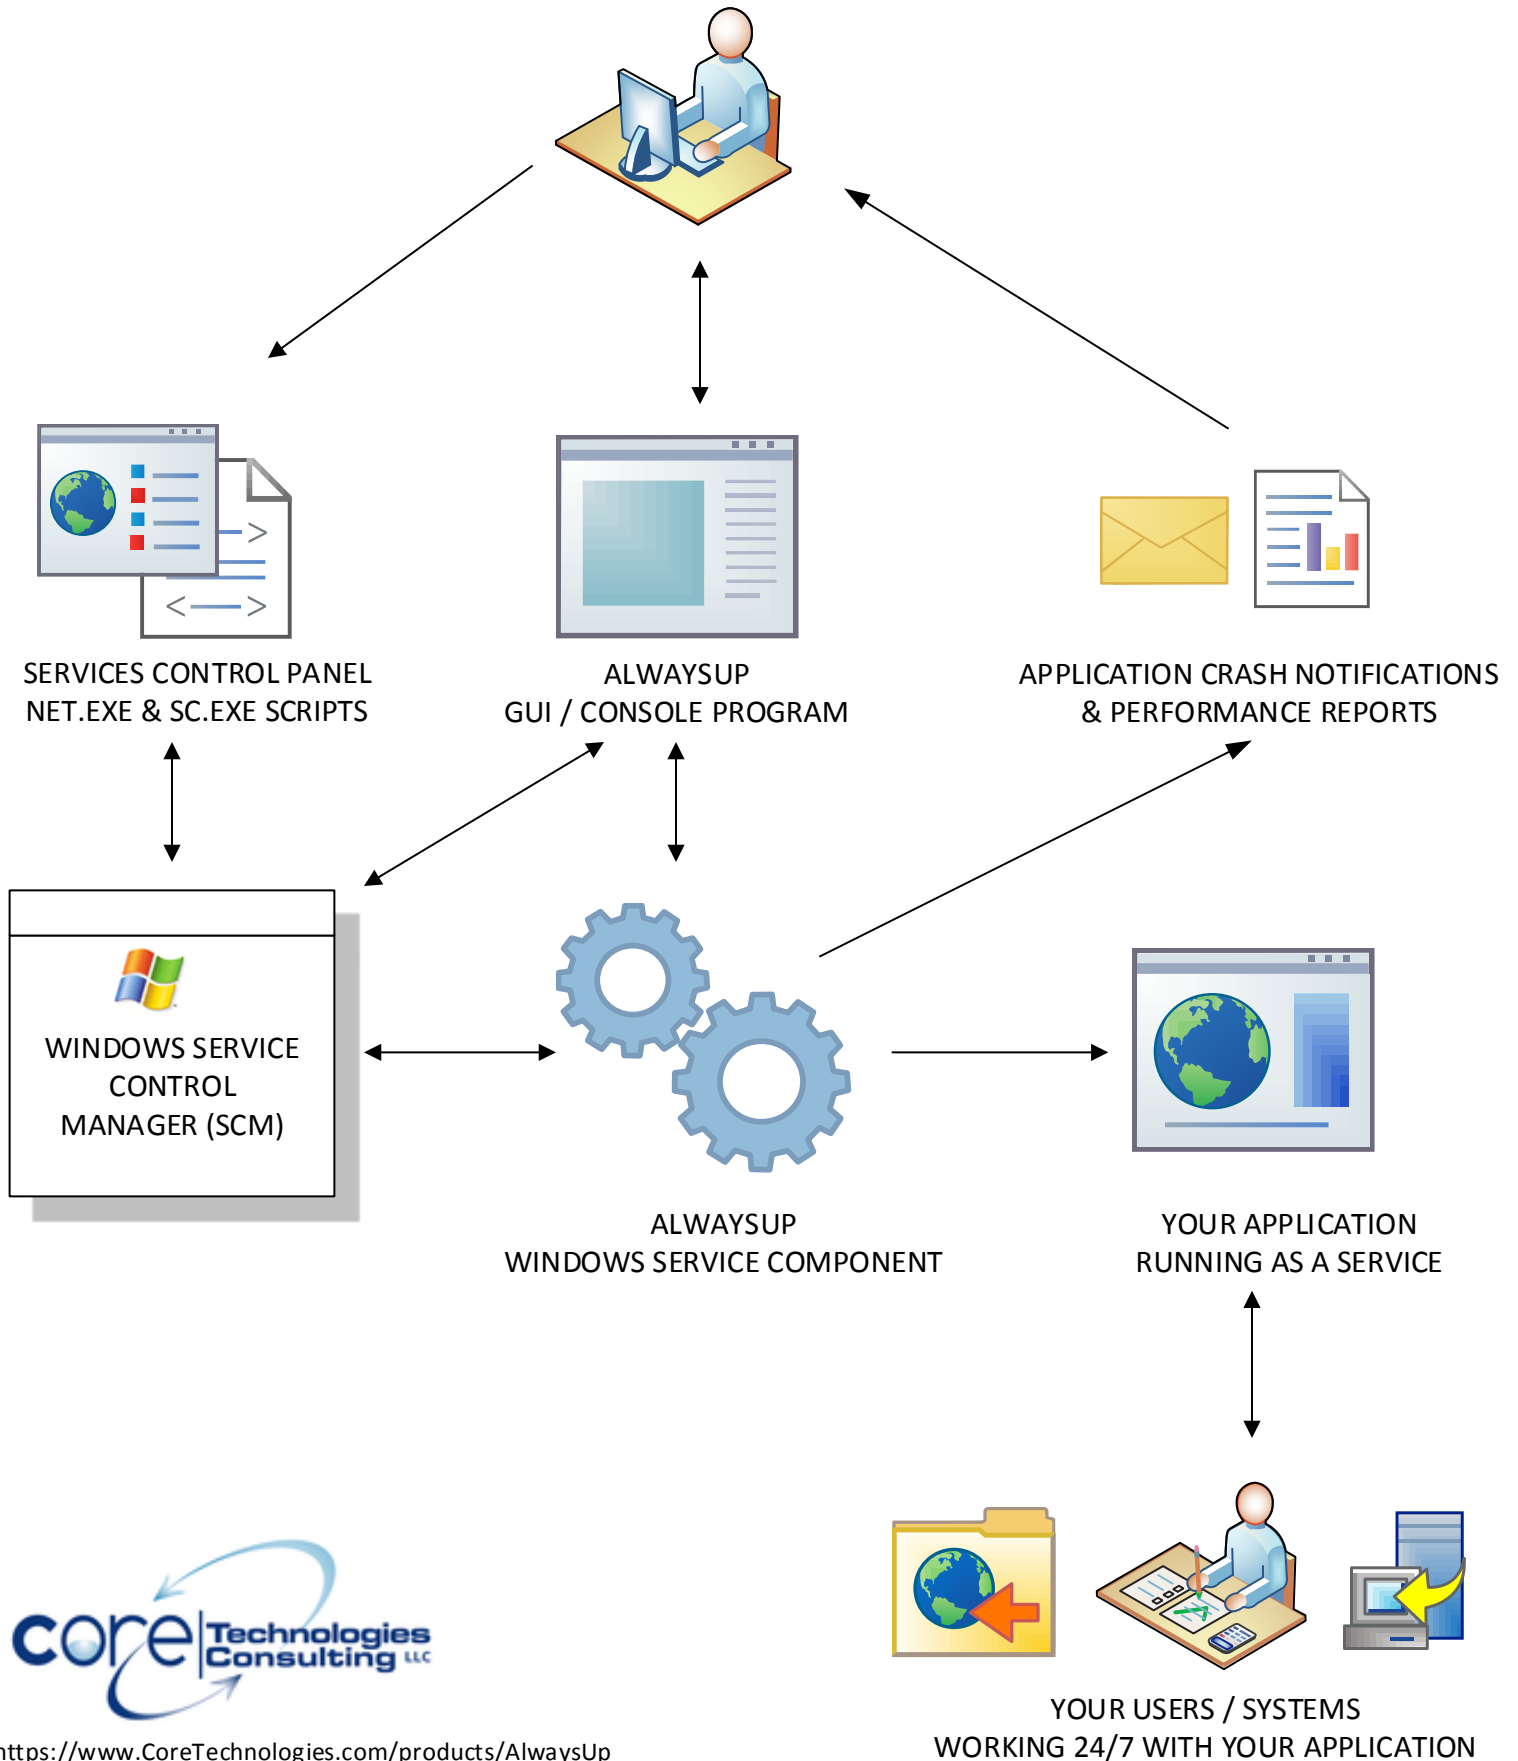 SERVICES CONTROL PANEL
NET.EXE & SC.EXE SCRIPTS
ALWAYSUP
GUI / CONSOLE PROGRAM
APPLICATION CRASH NOTIFICATIONS
& PERFORMANCE REPORTS
WINDOWS SERVICE
CONTROL
MANAGER (SCM)
ALWAYSUP
WINDOWS SERVICE COMPONENT
YOUR APPLICATION
RUNNING AS A SERVICE
core Technologies
Consulting LLC
https://www.CoreTechnologies.com/products/AlwaysUp
YOUR USERS / SYSTEMS
WORKING 24/7 WITH YOUR APPLICATION